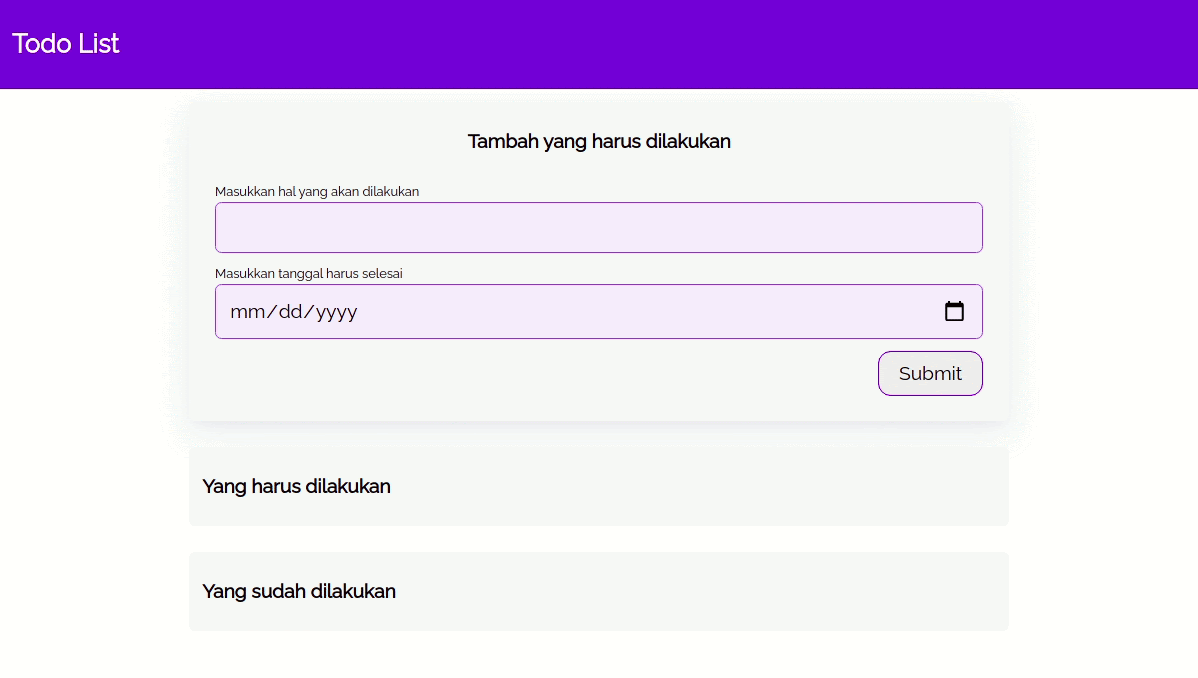 Todo List
Tambah yang harus dilakukan
Masukkan hal yang akan dilakukan
Masukkan tanggal harus selesai
mm/dd/yyyy
Submit
Yang harus dilakukan
Yang sudah dilakukan